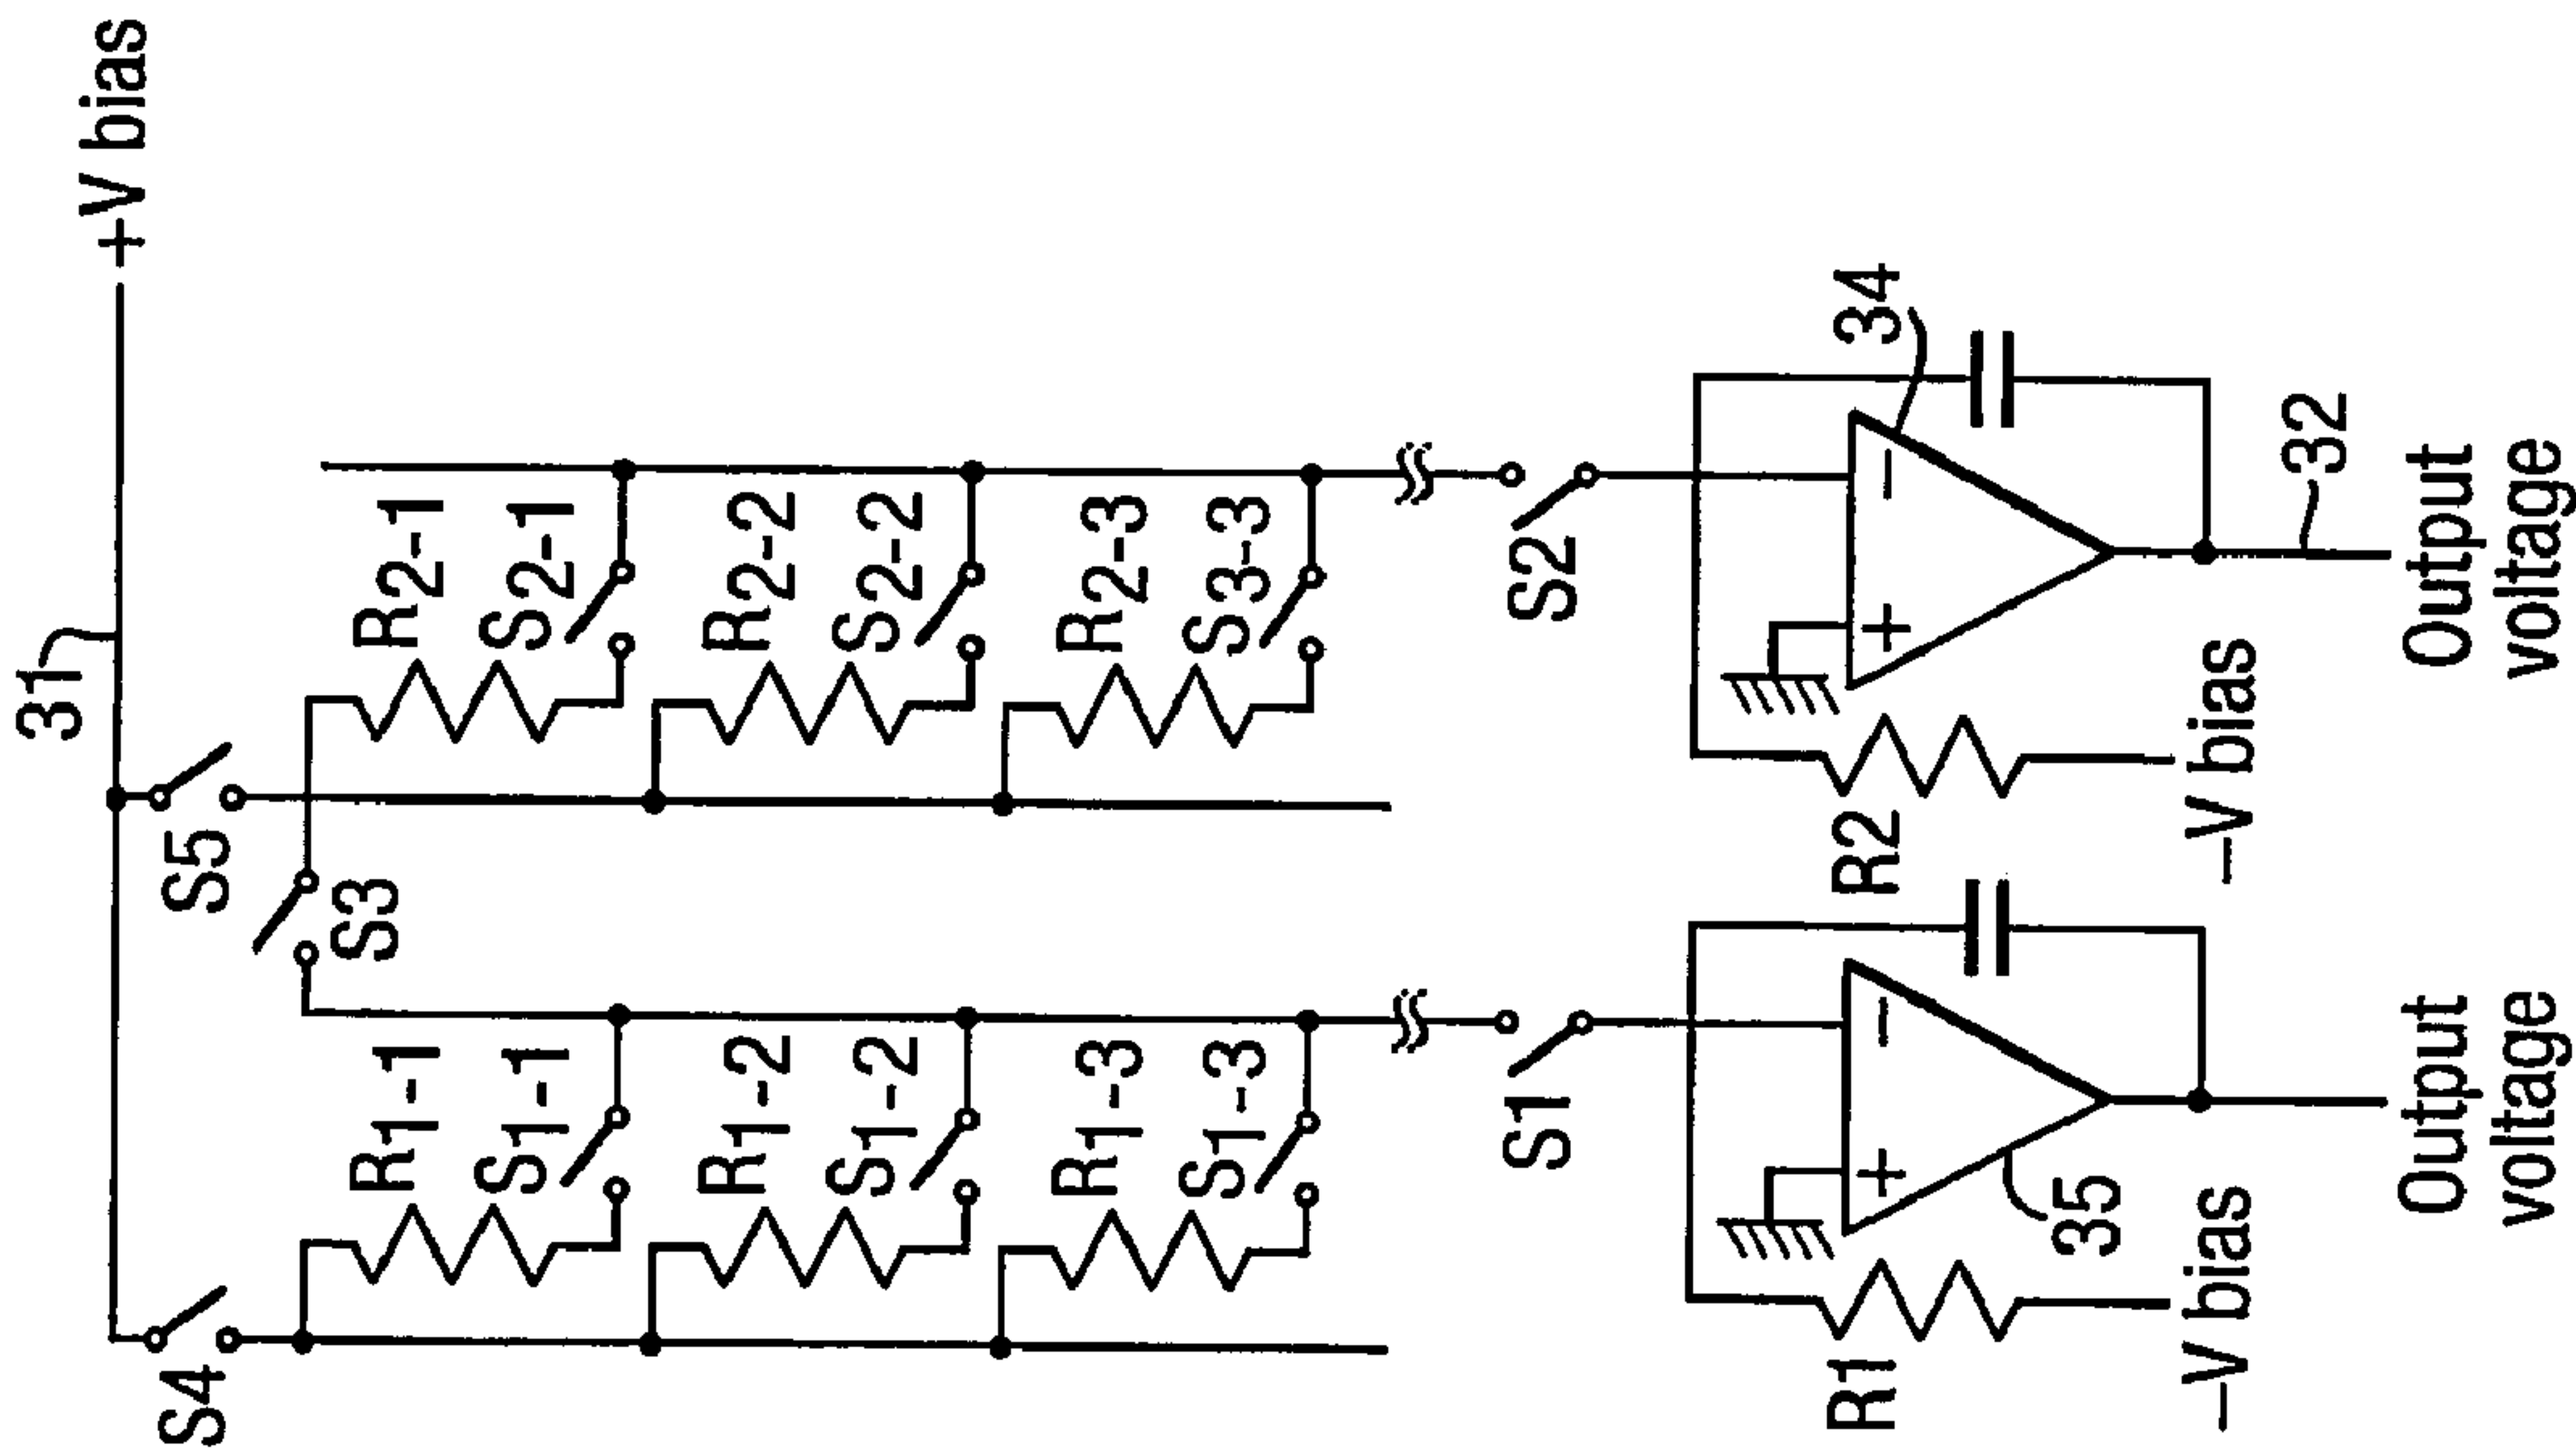 31
+V bias
S4
S5
S3
R1-1
S1-1
R2-1
S2-1
R1-2
S1-2
R2-2
S2-2
R1-3
S1-3
R2-3
S3-3
S1
S2
R1
−
+
35
−V bias
R2
−
+
34
−V bias
32
Output
voltage
Output
voltage